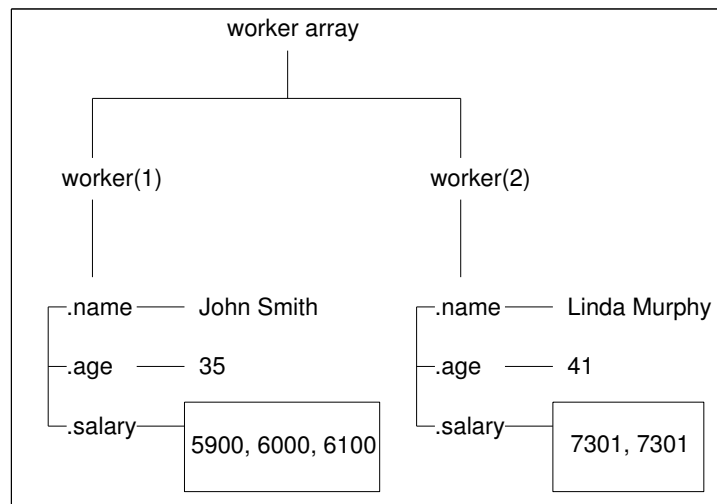 worker array
worker(1)
worker(2)
.name John Smith
.age 35
.salary 5900, 6000, 6100
.name Linda Murphy
.age 41
.salary 7301, 7301